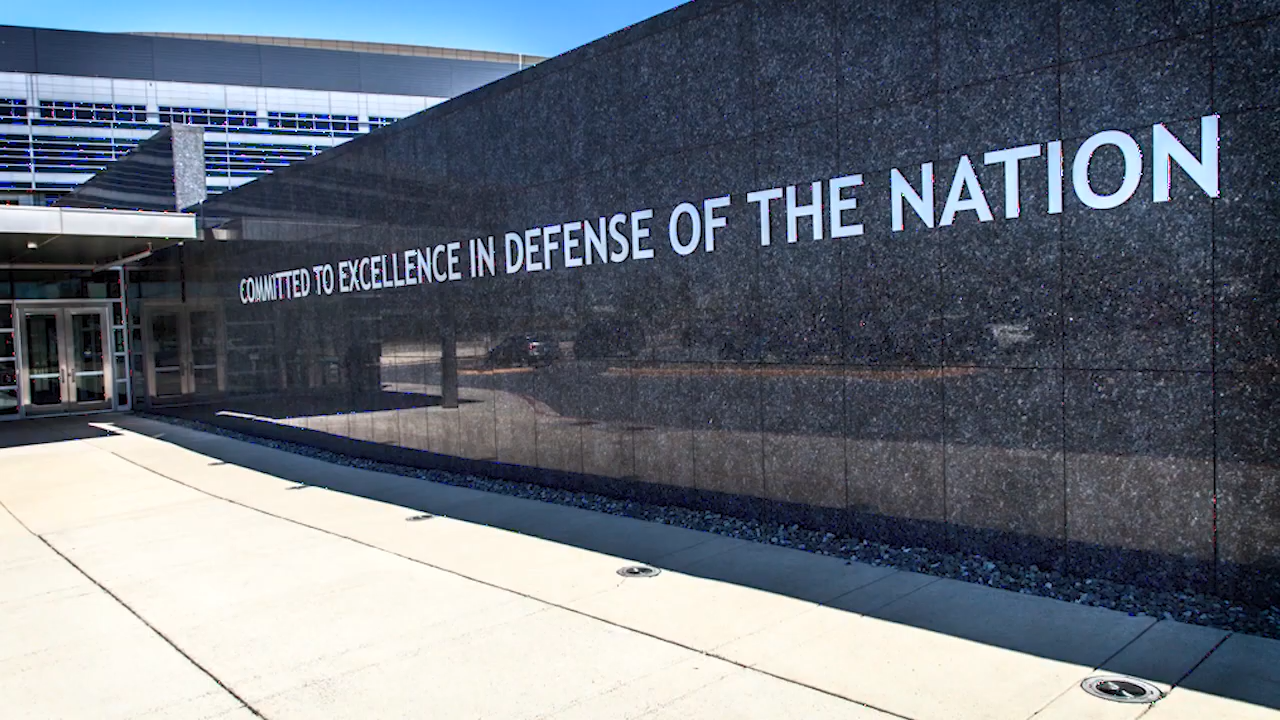 COMMITTED TO EXCELLENCE IN DEFENSE OF THE NATION